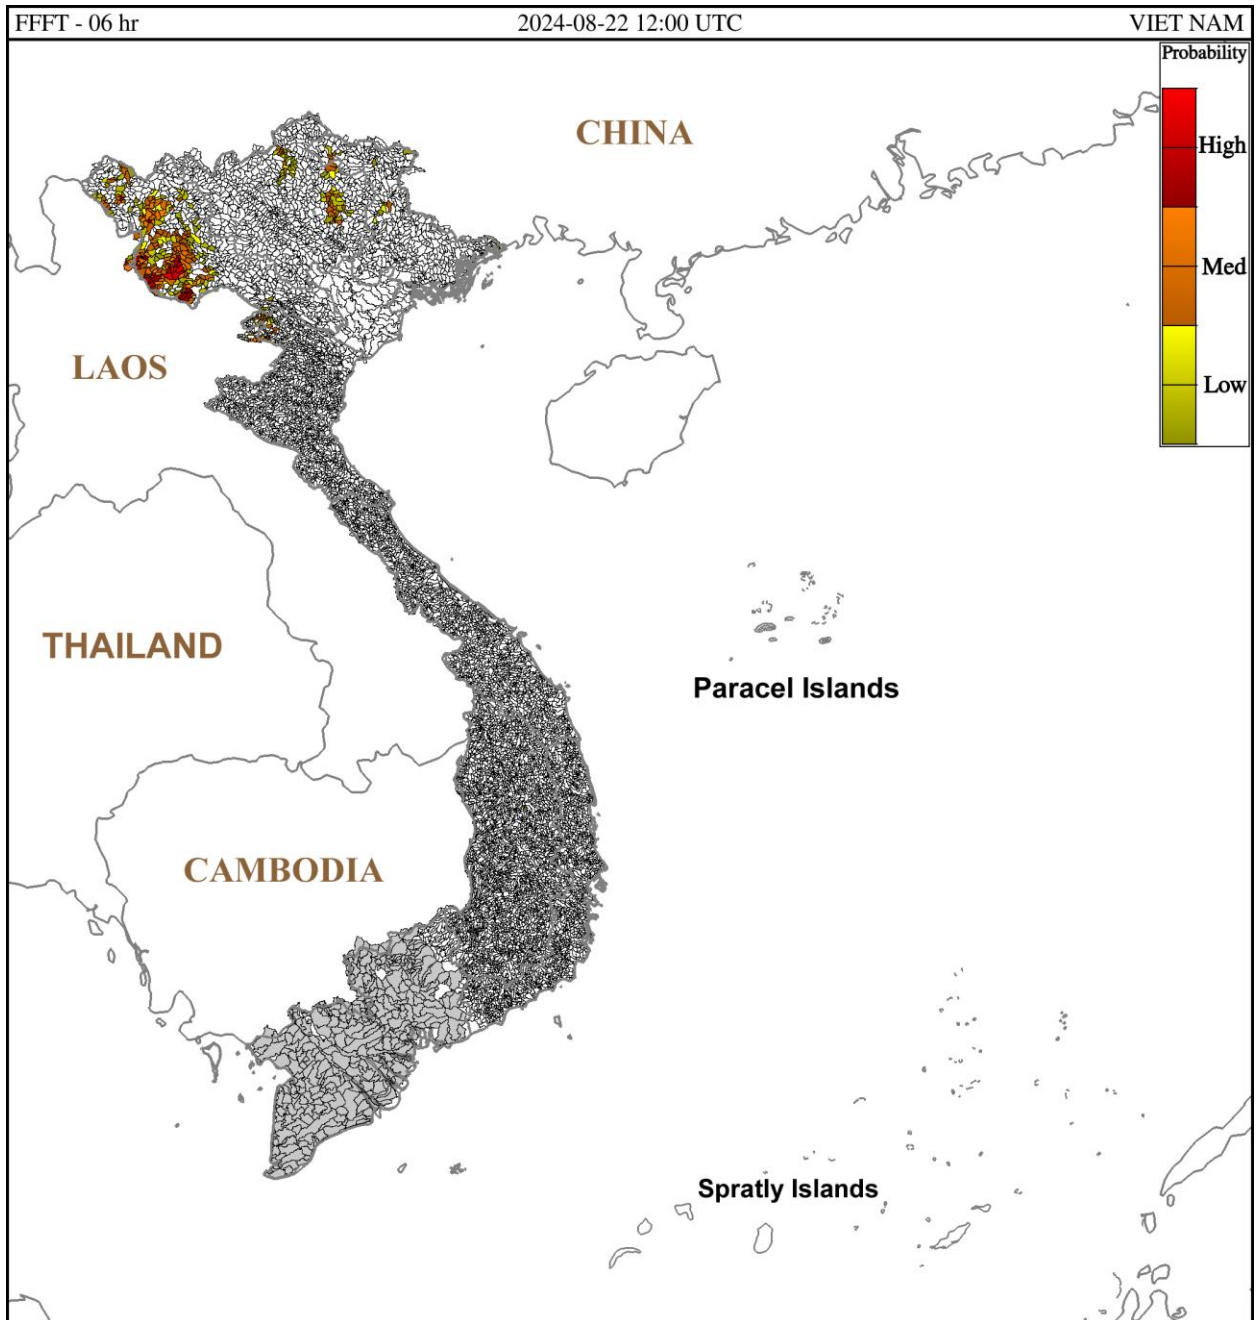 FFFT - 06 hr 2024-08-22 12:00 UTC VIET NAM
Probability
CHINA
High
Med
LAOS
Low
THAILAND
Paracel Islands
CAMBODIA
Spratly Islands